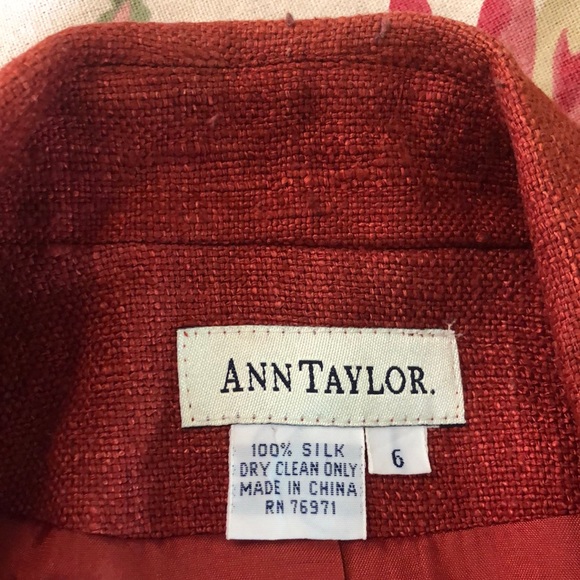 ANN TAYLOR.
100% SILK
DRY CLEAN ONLY
MADE IN CHINA
RN 76971
6